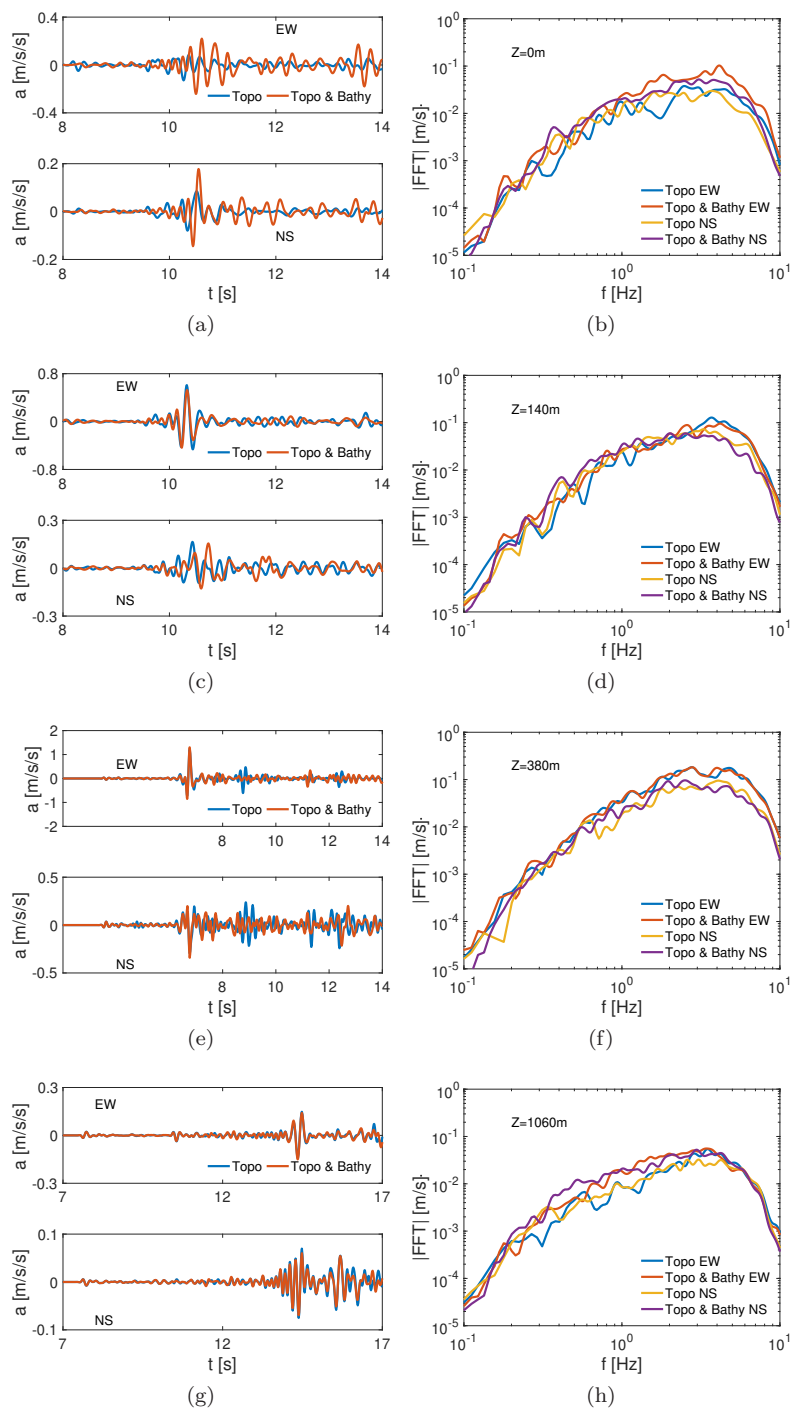 0.4
EW
0
a [m/s/s]
Topo Topo & Bathy
-0.4
8 10 12 14
0.2
0
a [m/s/s]
NS
-0.2
8 10 12 14
t [s]
(a)
10^0
Z=0m
10^-1
10^-2
|FFT| [m/s]
10^-3
Topo EW
Topo & Bathy EW
10^-4
Topo NS
Topo & Bathy NS
10^-5
10^-1 10^0 10^1
f [Hz]
(b)
0.8
EW
0
a [m/s/s]
Topo Topo & Bathy
-0.8
8 10 12 14
0.3
0
a [m/s/s]
NS
-0.3
8 10 12 14
t [s]
(c)
10^0
Z=140m
10^-1
10^-2
|FFT| [m/s]
10^-3
Topo EW
Topo & Bathy EW
10^-4
Topo NS
Topo & Bathy NS
10^-5
10^-1 10^0 10^1
f [Hz]
(d)
2
1
EW
0
a [m/s/s]
-1
Topo Topo & Bathy
-2
8 10 12 14
0.5
0
a [m/s/s]
NS
-0.5
8 10 12 14
t [s]
(e)
10^0
Z=380m
10^-1
10^-2
|FFT| [m/s]
10^-3
Topo EW
Topo & Bathy EW
10^-4
Topo NS
Topo & Bathy NS
10^-5
10^-1 10^0 10^1
f [Hz]
(f)
0.3
EW
0
a [m/s/s]
Topo Topo & Bathy
-0.3
7 12 17
0.1
0
a [m/s/s]
NS
-0.1
7 12 17
t [s]
(g)
10^0
Z=1060m
10^-1
10^-2
|FFT| [m/s]
10^-3
Topo EW
Topo & Bathy EW
10^-4
Topo NS
Topo & Bathy NS
10^-5
10^-1 10^0 10^1
f [Hz]
(h)